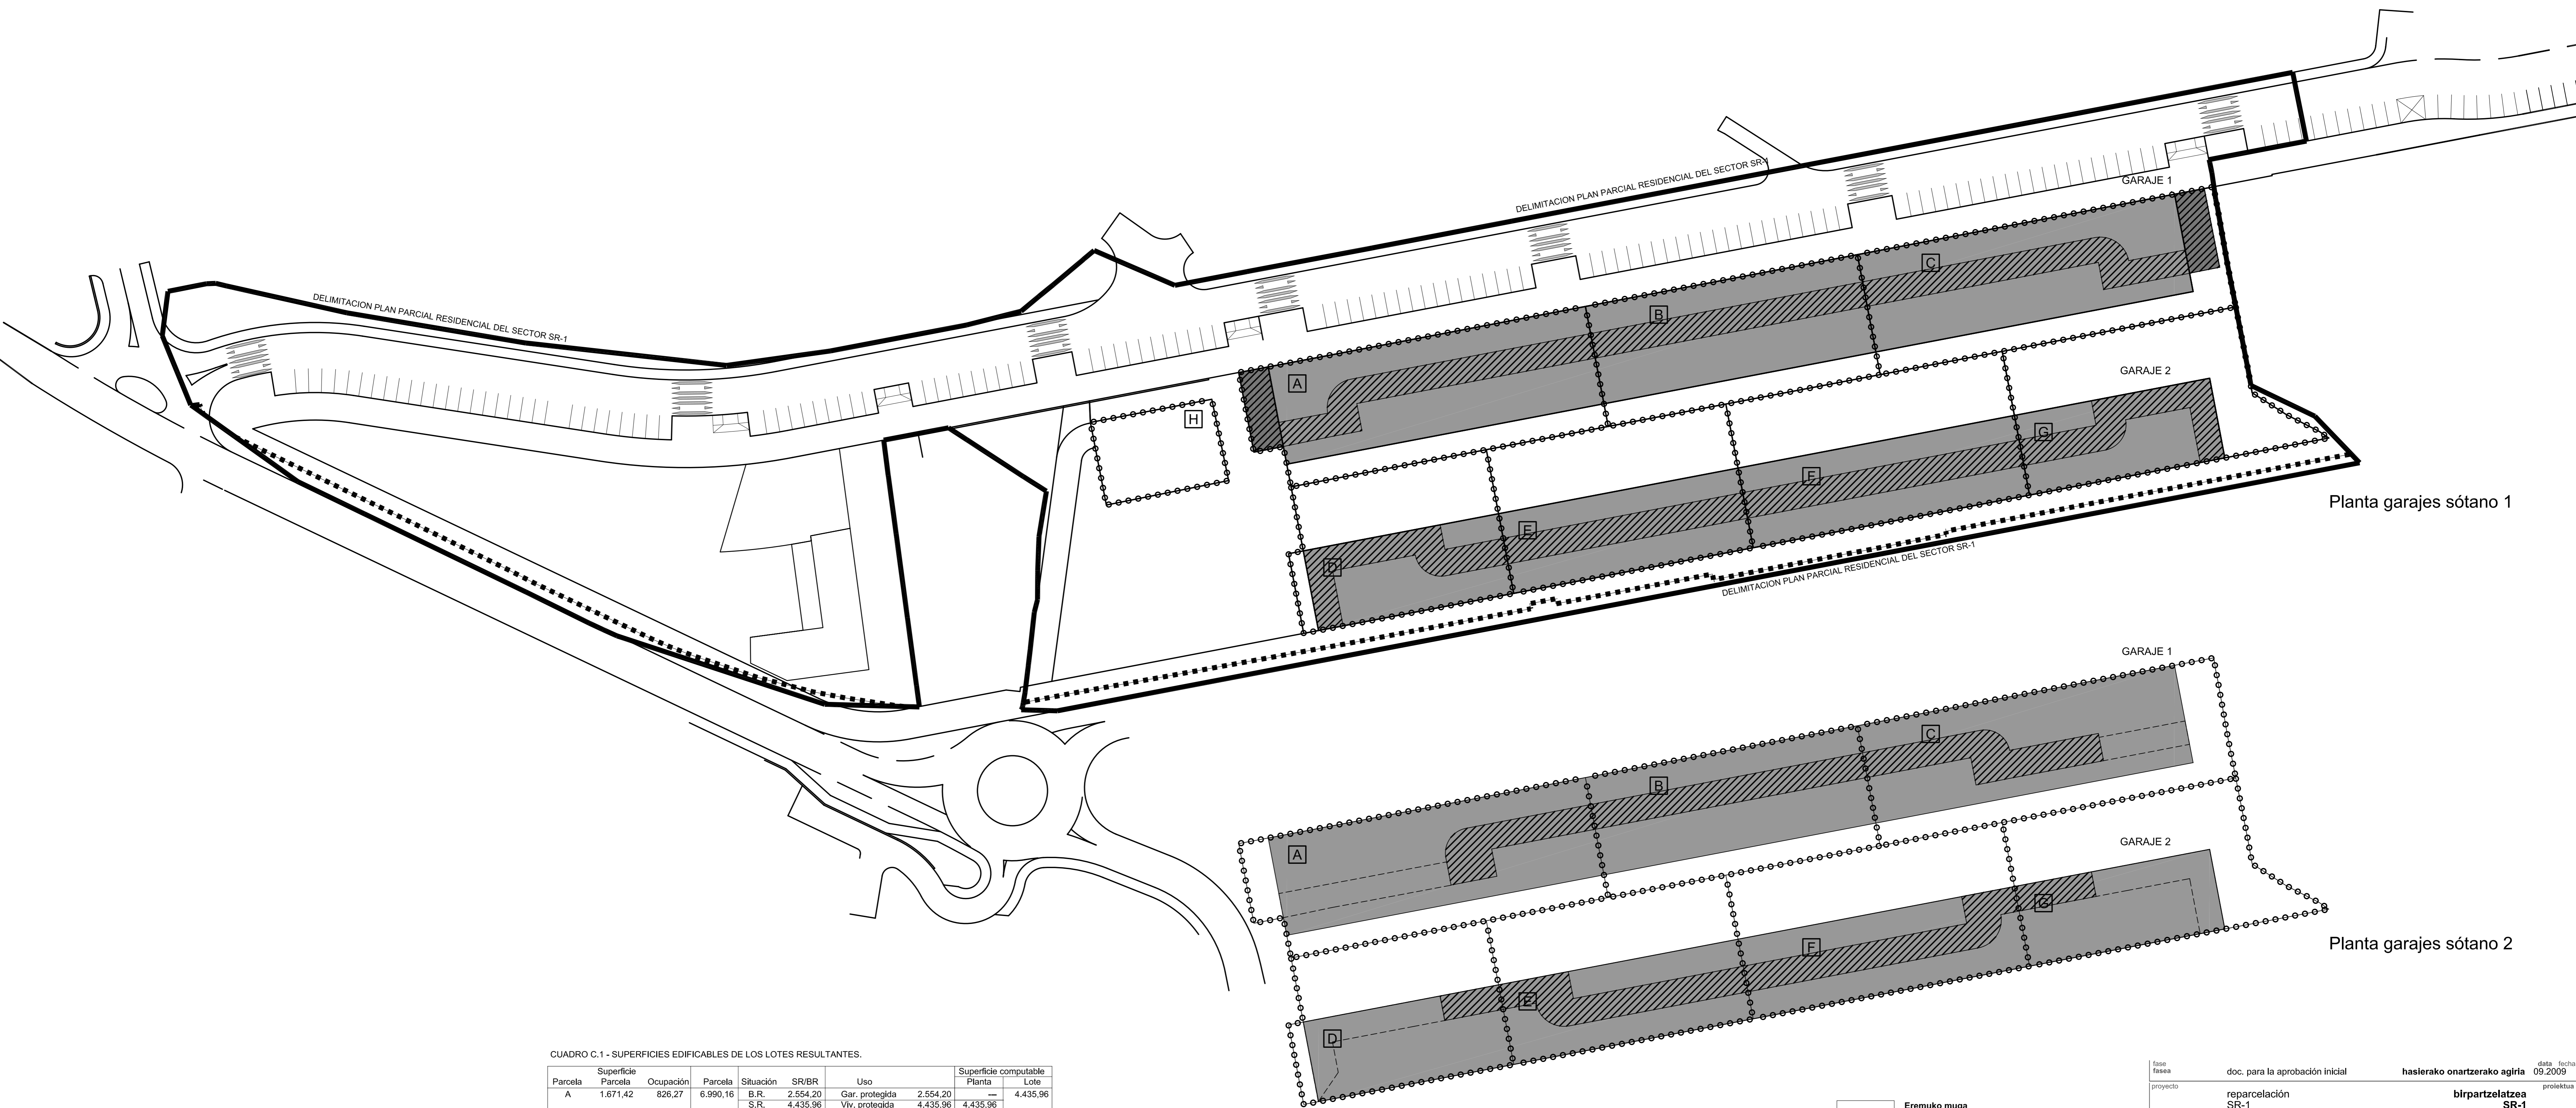 DELIMITACION PLAN PARCIAL RESIDENCIAL DEL SECTOR SR-1
DELIMITACION PLAN PARCIAL RESIDENCIAL DEL SECTOR SR-1
GARAJE 1
C
B
A
H
GARAJE 2
G
F
E
D
Planta garajes sótano 1
DELIMITACION PLAN PARCIAL RESIDENCIAL DEL SECTOR SR-1
GARAJE 1
C
B
A
GARAJE 2
G
F
E
D
Planta garajes sótano 2
CUADRO C.1 - SUPERFICIES EDIFICABLES DE LOS LOTES RESULTANTES.
Superficie Superficie computable
Parcela Parcela Ocupación Parcela Situación SR/BR Uso Planta Lote
A 1.671,42 826,27 6.990,16 B.R. 2.554,20 Gar. protegida 2.554,20 --- 4.435,96
S.R. 4.435,96 Viv. protegida 4.435,96 4.435,96
Eremuko muga
fase data fecha
fasea doc. para la aprobación inicial hasierako onartzerako agiria 09.2009
proyecto proiektua
reparcelación birpartzelatzea
SR-1 SR-1